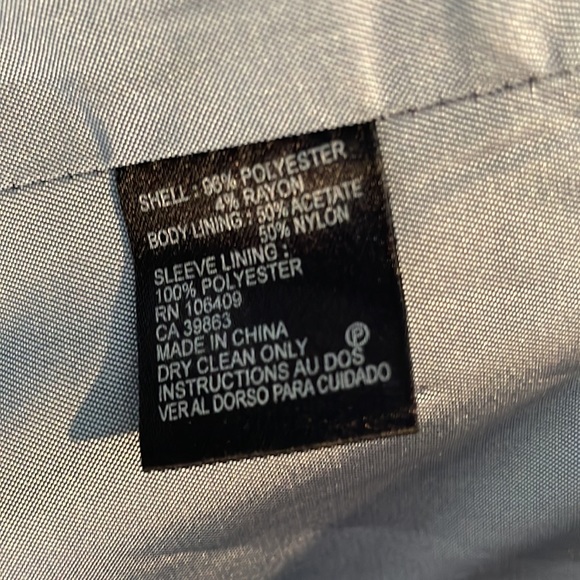 SHELL : 96% POLYESTER
4% RAYON
BODY LINING : 50% ACETATE
50% NYLON
SLEEVE LINING :
100% POLYESTER
RN 106409
CA 39863
MADE IN CHINA
DRY CLEAN ONLY Ⓟ
INSTRUCTIONS AU DOS
VER AL DORSO PARA CUIDADO